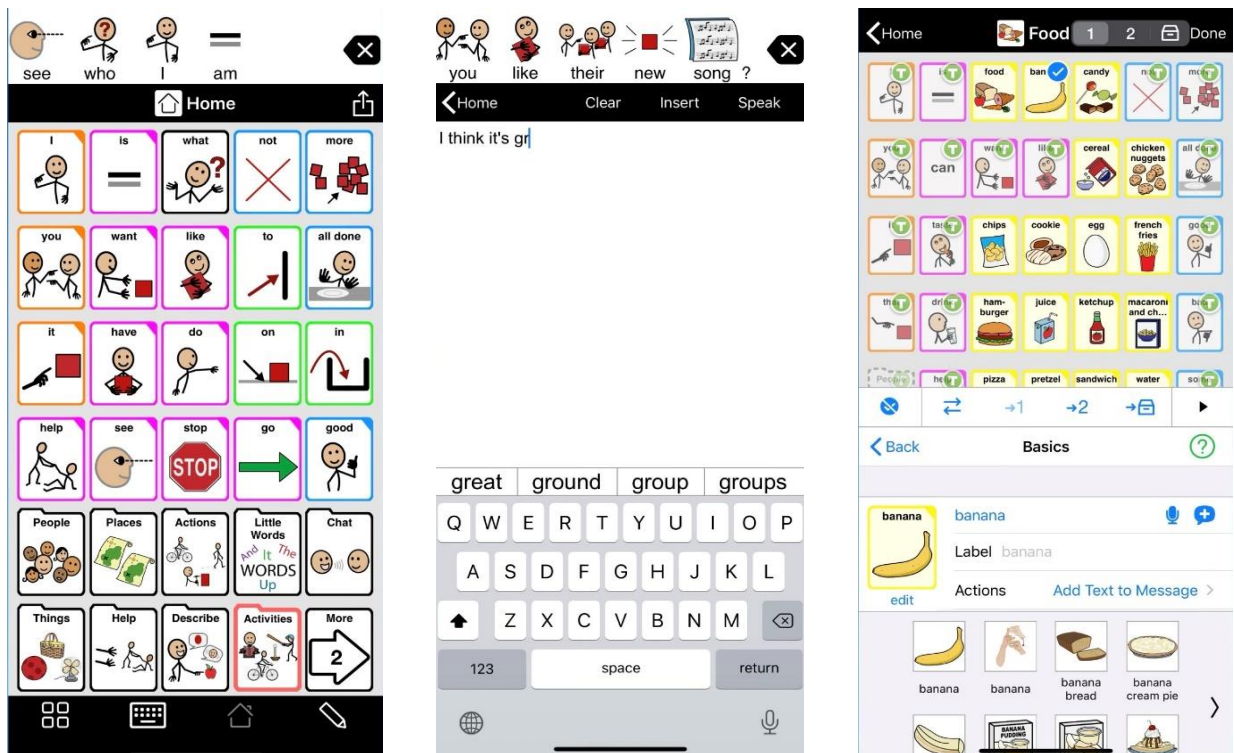 see who I am
Home
I is what not more
you want like to all done
it have do on in
help see stop go good
STOP
People Places Actions Little Words Chat
And It The
WORDS
Up
Things Help Describe Activities More
2
you like their new song ?
Home Clear Insert Speak
I think it's gr
great ground group groups
Q W E R T Y U I O P
A S D F G H J K L
Z X C V B N M
123 space return
Home Food 1 2 Done
food candy
can cereal chicken nuggets
chips cookie egg french fries
ham-burger juice ketchup macaroni and ch...
pizza pretzel sandwich water
→1 →2
Back Basics ?
banana banana
Label banana
edit Actions Add Text to Message >
banana banana banana bread banana cream pie
BANANA PUDDING